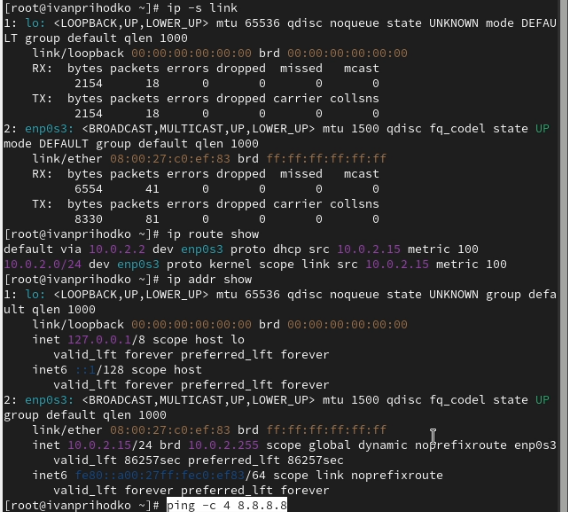 [root@ivanprihodko ~]# ip -s link
1: lo: <LOOPBACK,UP,LOWER_UP> mtu 65536 qdisc noqueue state UNKNOWN mode DEFAU
LT group default qlen 1000
link/loopback 00:00:00:00:00:00 brd 00:00:00:00:00:00
RX: bytes packets errors dropped missed mcast
2154 18 0 0 0 0
TX: bytes packets errors dropped carrier collsns
2154 18 0 0 0 0
2: enp0s3: <BROADCAST,MULTICAST,UP,LOWER_UP> mtu 1500 qdisc fq_codel state UP
mode DEFAULT group default qlen 1000
link/ether 08:00:27:c0:ef:83 brd ff:ff:ff:ff:ff:ff
RX: bytes packets errors dropped missed mcast
6554 41 0 0 0 0
TX: bytes packets errors dropped carrier collsns
8330 81 0 0 0 0
[root@ivanprihodko ~]# ip route show
default via 10.0.2.2 dev enp0s3 proto dhcp src 10.0.2.15 metric 100
10.0.2.0/24 dev enp0s3 proto kernel scope link src 10.0.2.15 metric 100
[root@ivanprihodko ~]# ip addr show
1: lo: <LOOPBACK,UP,LOWER_UP> mtu 65536 qdisc noqueue state UNKNOWN group defa
ult qlen 1000
link/loopback 00:00:00:00:00:00 brd 00:00:00:00:00:00
inet 127.0.0.1/8 scope host lo
valid_lft forever preferred_lft forever
inet6 ::1/128 scope host
valid_lft forever preferred_lft forever
2: enp0s3: <BROADCAST,MULTICAST,UP,LOWER_UP> mtu 1500 qdisc fq_codel state UP
group default qlen 1000
link/ether 08:00:27:c0:ef:83 brd ff:ff:ff:ff:ff:ff
inet 10.0.2.15/24 brd 10.0.2.255 scope global dynamic noprefixroute enp0s3
valid_lft 86257sec preferred_lft 86257sec
inet6 fe80::a00:27ff:fec0:ef83/64 scope link noprefixroute
valid_lft forever preferred_lft forever
[root@ivanprihodko ~]# ping -c 4 8.8.8.8